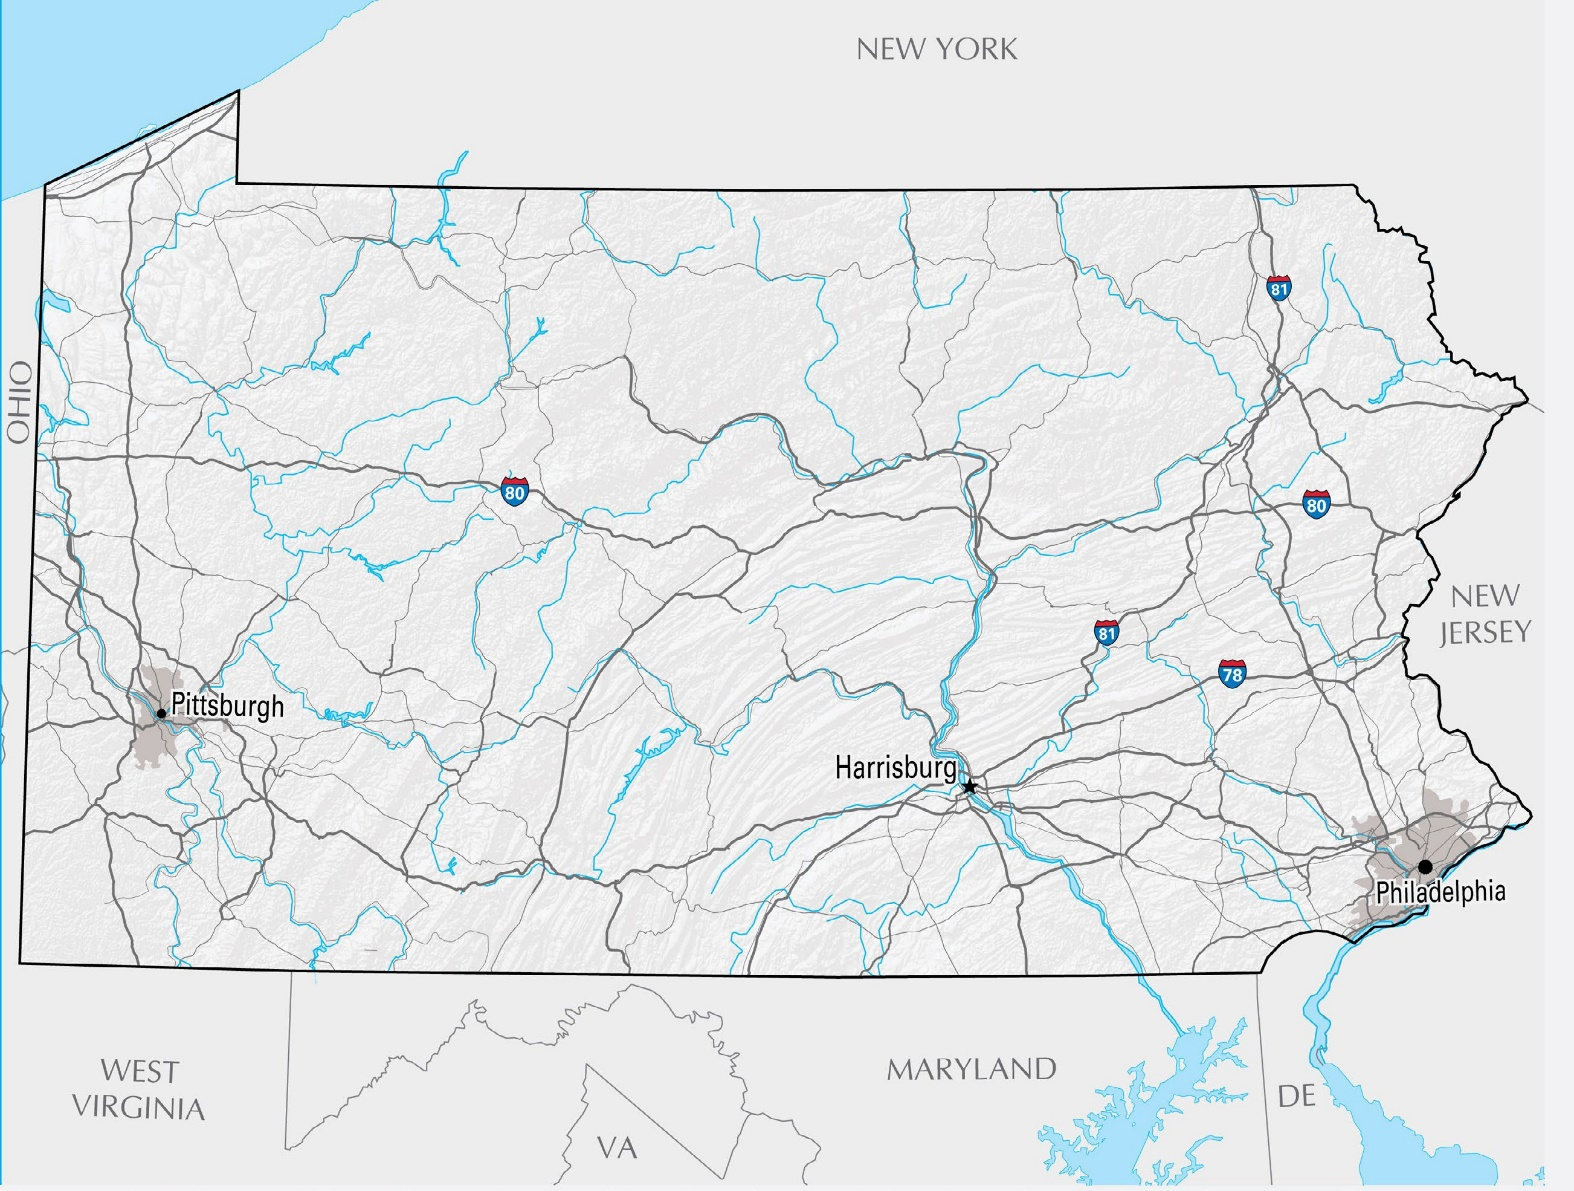 NEW YORK
81
OHIO
80
80
NEW
JERSEY
81
78
Pittsburgh
Harrisburg
Philadelphia
WEST
VIRGINIA
MARYLAND
DE
VA